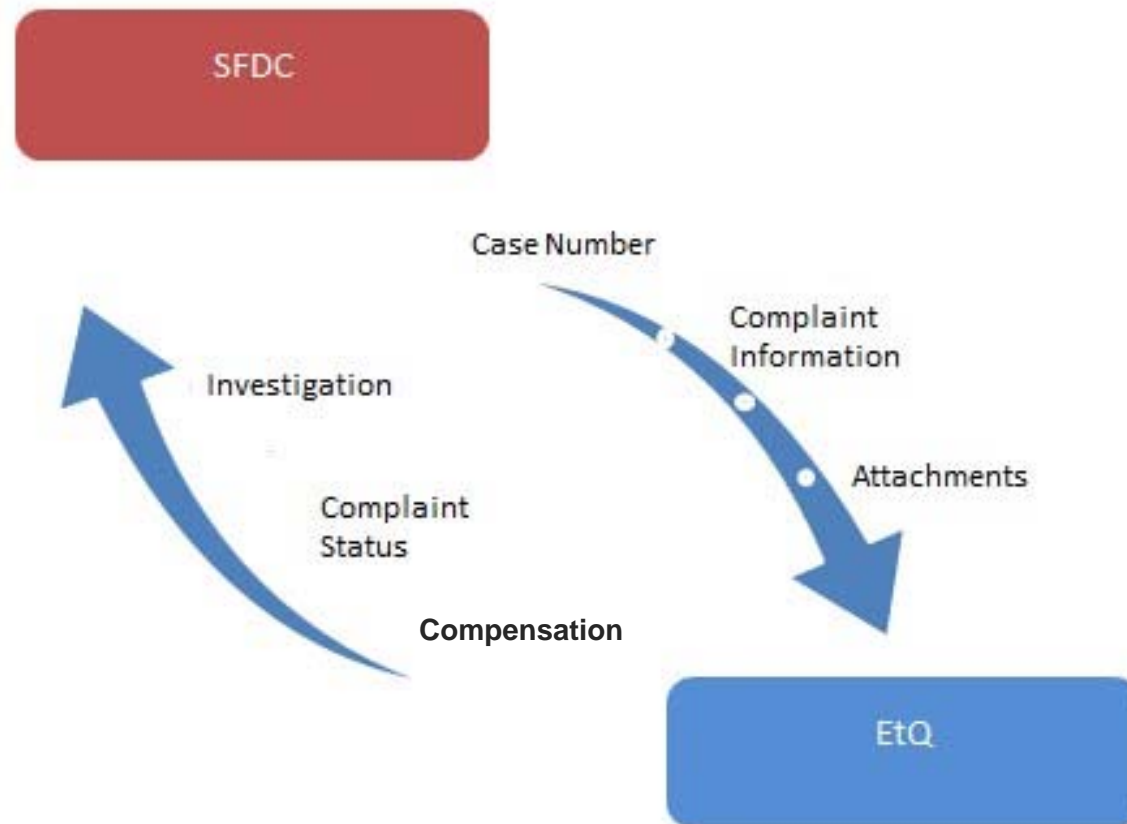 SFDC
Case Number
Complaint
Information
Attachments
Investigation
Complaint
Status
Compensation
EtQ